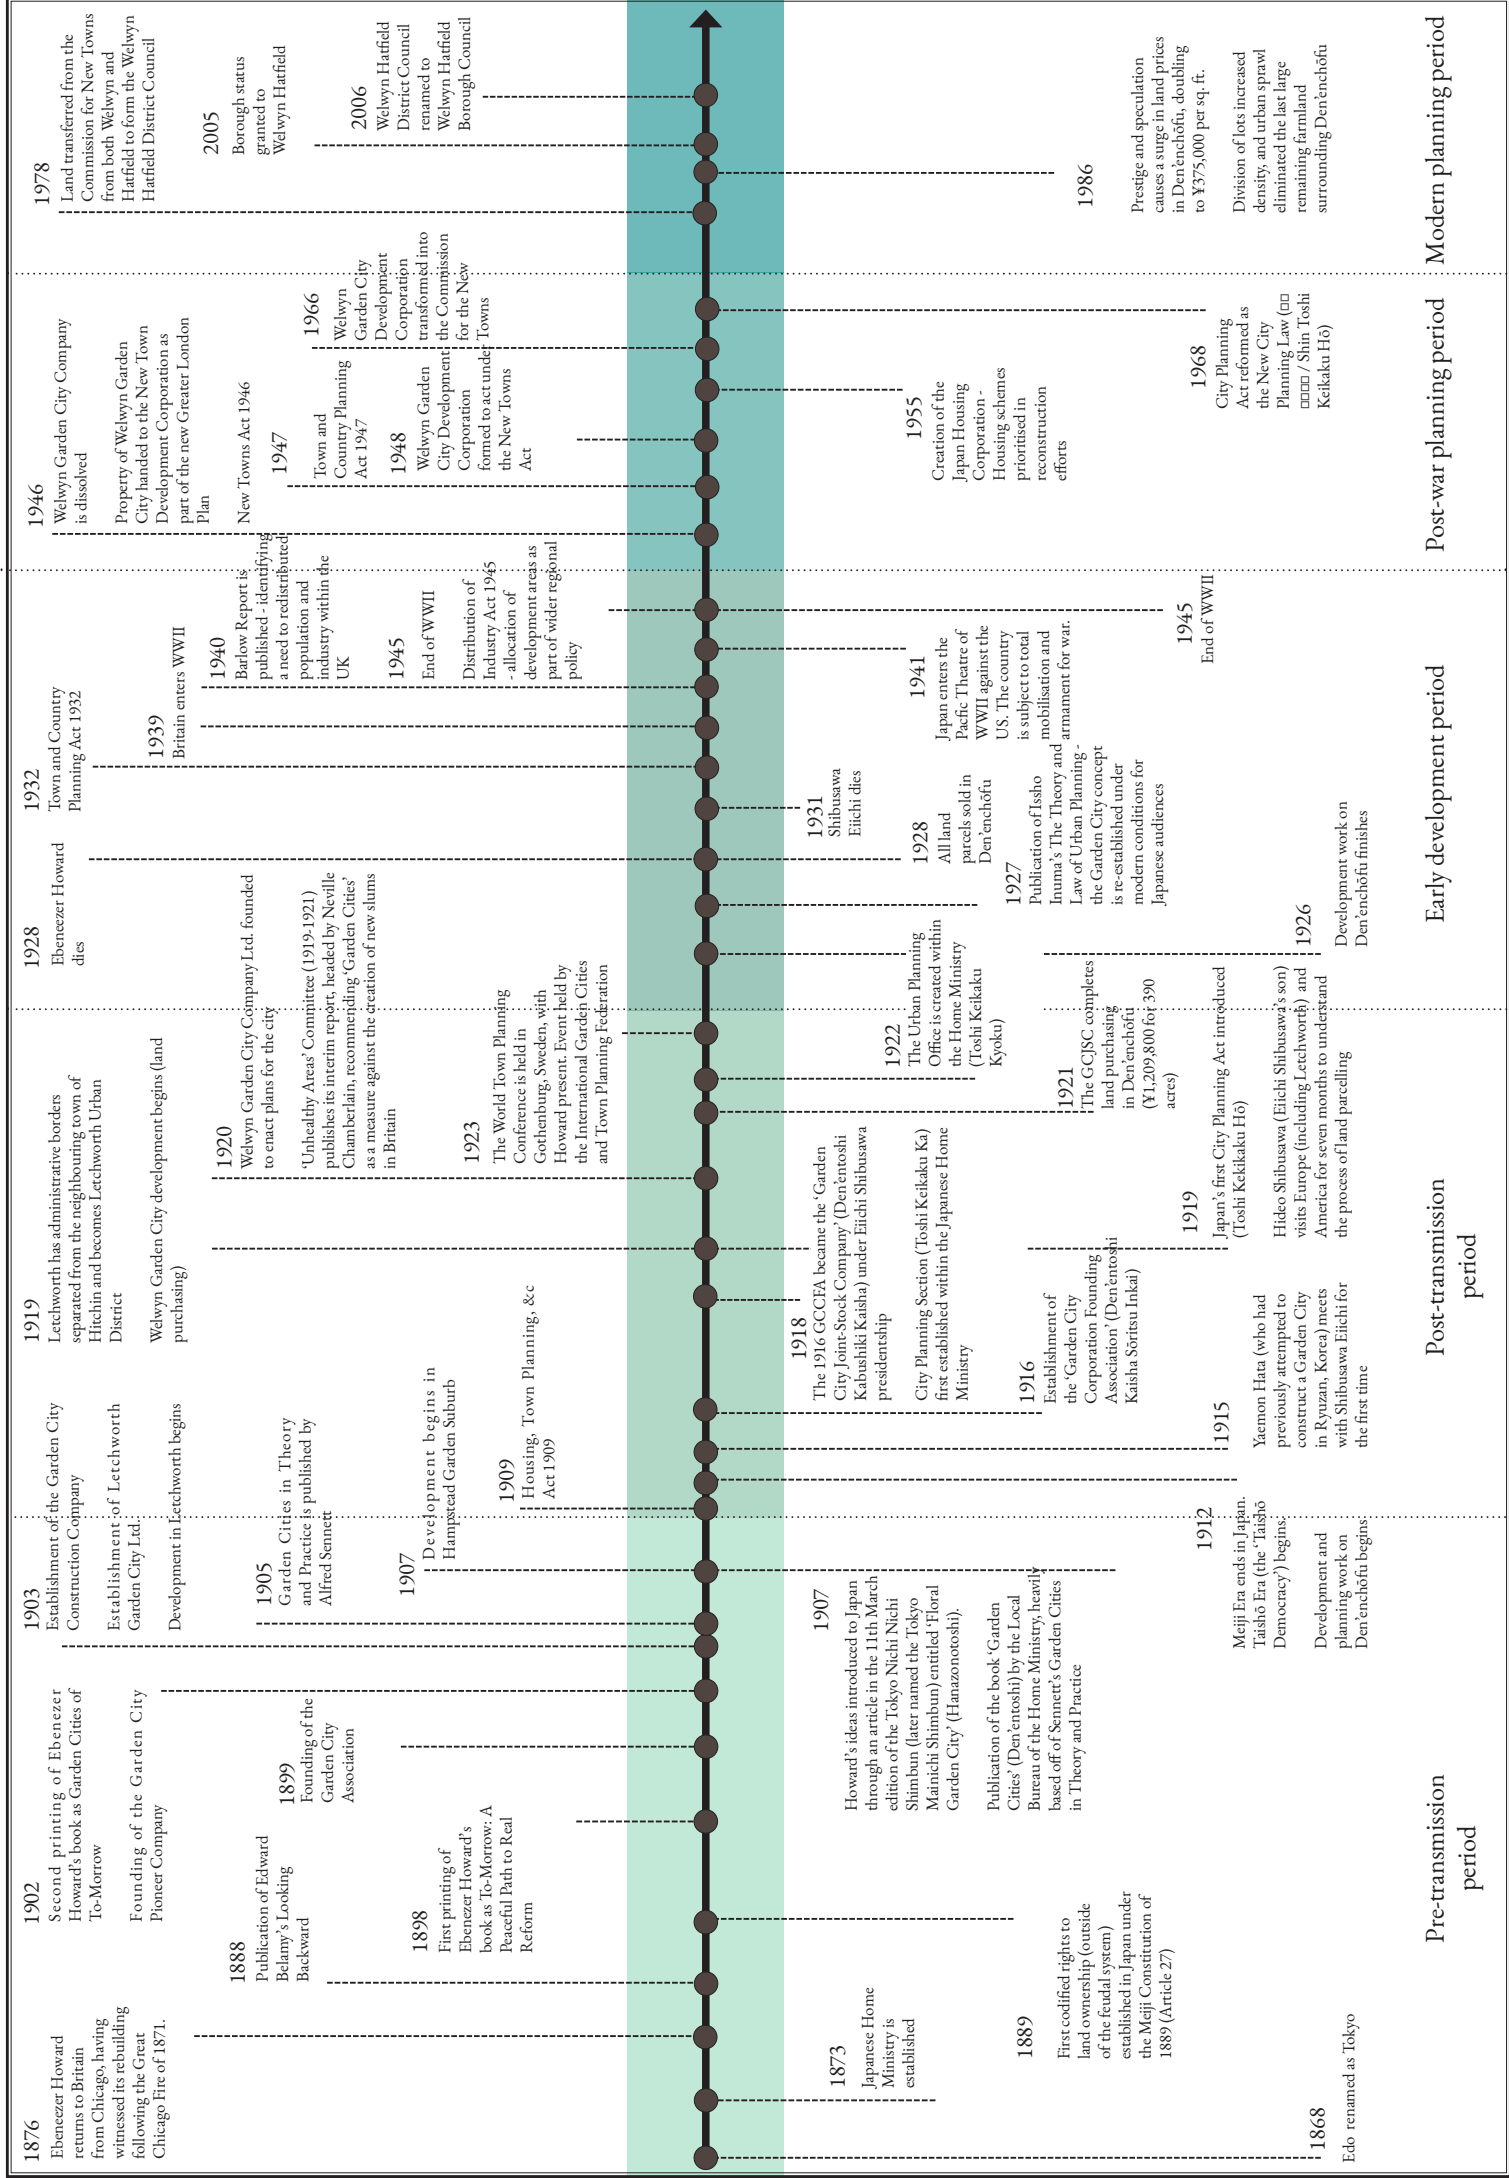 1876
Ebeneezer Howard
returns to Britain
from Chicago, having
witnessed its rebuilding
following the Great
Chicago Fire of 1871.
1888
Publication of Edward
Belamy's Looking
Backward
1898
First printing of
Ebenezer Howard's
book as To-Morrow: A
Peaceful Path to Real
Reform
1899
Founding of the
Garden City
Association
1902
Second printing of Ebenezer
Howard's book as Garden Cities of
To-Morrow
Founding of the Garden City
Pioneer Company
1903
Establishment of the Garden City
Construction Company
Establishment of Letchworth
Garden City Ltd.
Development in Letchworth begins
1905
Garden Cities in Theory
and Practice is published by
Alfred Sennett
1907
Development begins in
Hampstead Garden Suburb
1909
Housing, Town Planning, &c
Act 1909
1919
Letchworth has administrative borders
separated from the neighbouring town of
Hitchin and becomes Letchworth Urban
District
Welwyn Garden City development begins (land
purchasing)
1920
Welwyn Garden City Company Ltd. founded
to enact plans for the city
'Unhealthy Areas' Committee (1919-1921)
publishes its interim report, headed by Neville
Chamberlain, recommending 'Garden Cities'
as a measure against the creation of new slums
in Britain
1923
The World Town Planning
Conference is held in
Gothenburg, Sweden, with
Howard present. Event held by
the International Garden Cities
and Town Planning Federation
1928
Ebeneezer Howard
dies
1932
Town and Country
Planning Act 1932
1939
Britain enters WWII
1940
Barlow Report is
published - identifying
a need to redistributed
population and
industry within the
UK
1945
End of WWII
Distribution of
Industry Act 1945
- allocation of
development areas as
part of wider regional
policy
1946
Welwyn Garden City Company
is dissolved
Property of Welwyn Garden
City handed to the New Town
Development Corporation as
part of the new Greater London
Plan
New Towns Act 1946
1947
Town and
Country Planning
Act 1947
1948
Welwyn Garden
City Development
Corporation
formed to act under
the New Towns
Act
1966
Welwyn
Garden City
Development
Corporation
transformed into
the Commission
for the New
Towns
1978
Land transferred from the
Commission for New Towns
from both Welwyn and
Hatfield to form the Welwyn
Hatfield District Council
2005
Borough status
granted to
Welwyn Hatfield
2006
Welwyn Hatfield
District Council
renamed to
Welwyn Hatfield
Borough Council
1868
Edo renamed as Tokyo
1873
Japanese Home
Ministry is
established
1889
First codified rights to
land ownership (outside
of the feudal system)
established in Japan under
the Meiji Constitution of
1889 (Article 27)
1907
Howard's ideas introduced to Japan
through an article in the 11th March
edition of the Tokyo Nichi Nichi
Shimbun (later named the Tokyo
Mainichi Shimbun) entitled 'Floral
Garden City' (Hanazonotoshi).
Publication of the book 'Garden
Cities' (Den'entoshi) by the Local
Bureau of the Home Ministry, heavily
based off of Sennett's Garden Cities
in Theory and Practice
1912
Meiji Era ends in Japan.
Taishō Era (the 'Taishō
Democracy') begins.
Development and
planning work on
Den'enchōfu begins
1915
Yaemon Hata (who had
previously attempted to
construct a Garden City
in Ryuzan, Korea) meets
with Shibusawa Eiichi for
the first time
1916
Establishment of
the 'Garden City
Corporation Founding
Association' (Den'entoshi
Kaisha Sōritsu Inkai)
1918
The 1916 GCCFA became the 'Garden
City Joint-Stock Company' (Den'entoshi
Kabushiki Kaisha) under Eiichi Shibusawa
presidentship
City Planning Section (Toshi Keikaku Ka)
first established within the Japanese Home
Ministry
1919
Japan's first City Planning Act introduced
(Toshi Kekikaku Hō)
Hideo Shibusawa (Eiichi Shibusawa's son)
visits Europe (including Letchworth) and
America for seven months to understand
the process of land parcelling
1921
The GCJSC completes
land purchasing
in Den'enchōfu
(¥1,209,800 for 390
acres)
1922
The Urban Planning
Office is created within
the Home Ministry
(Toshi Keikaku
Kyoku)
1926
Development work on
Den'enchōfu finishes
1927
Publication of Issho
Inuma's The Theory and
Law of Urban Planning -
the Garden City concept
is re-established under
modern conditions for
Japanese audiences
1928
All land
parcels sold in
Den'enchōfu
1931
Shibusawa
Eiichi dies
1941
Japan enters the
Pacfic Theatre of
WWII against the
US. The country
is subject to total
mobilisation and
armament for war.
1945
End of WWII
1955
Creation of the
Japan Housing
Corporation -
Housing schemes
prioritised in
reconstruction
efforts
1968
City Planning
Act reformed as
the New City
Planning Law (□□
□□□□ / Shin Toshi
Keikaku Hō)
1986
Prestige and speculation
causes a surge in land prices
in Den'enchōfu, doubling
to ¥375,000 per sq. ft.
Division of lots increased
density, and urban sprawl
eliminated the last large
remaining farmland
surrounding Den'enchōfu
Pre-transmission
period
Post-transmission
period
Early development period
Post-war planning period
Modern planning period